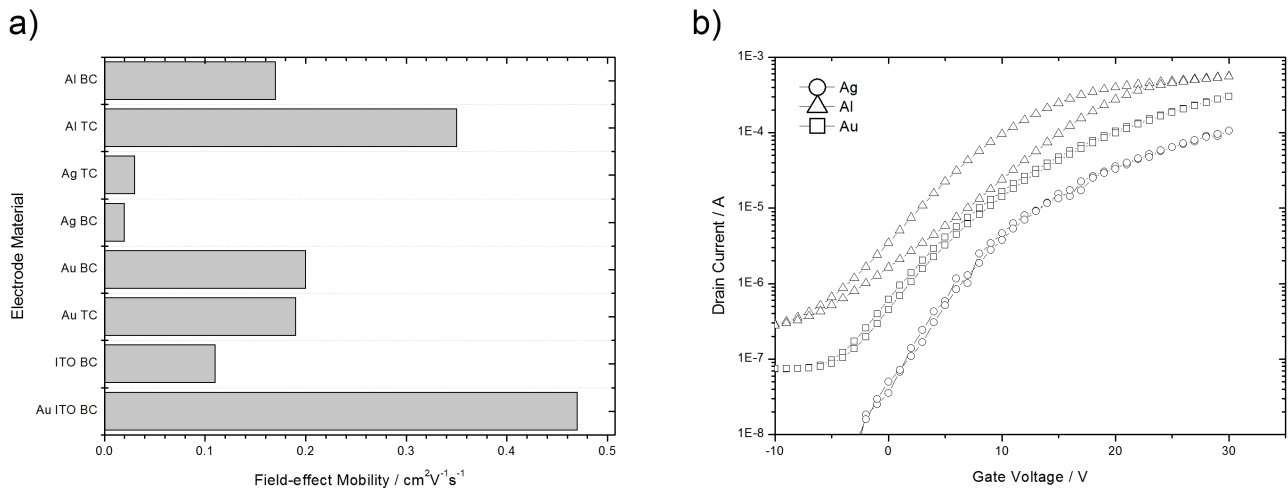 a)
Al BC
Al TC
Ag TC
Ag BC
Au BC
Au TC
ITO BC
Au ITO BC
Electrode Material
0.0 0.1 0.2 0.3 0.4 0.5
Field-effect Mobility / cm²V⁻¹s⁻¹
b)
1E-3
1E-4
1E-5
1E-6
1E-7
1E-8
Drain Current / A
Ag
Al
Au
-10 0 10 20 30
Gate Voltage / V